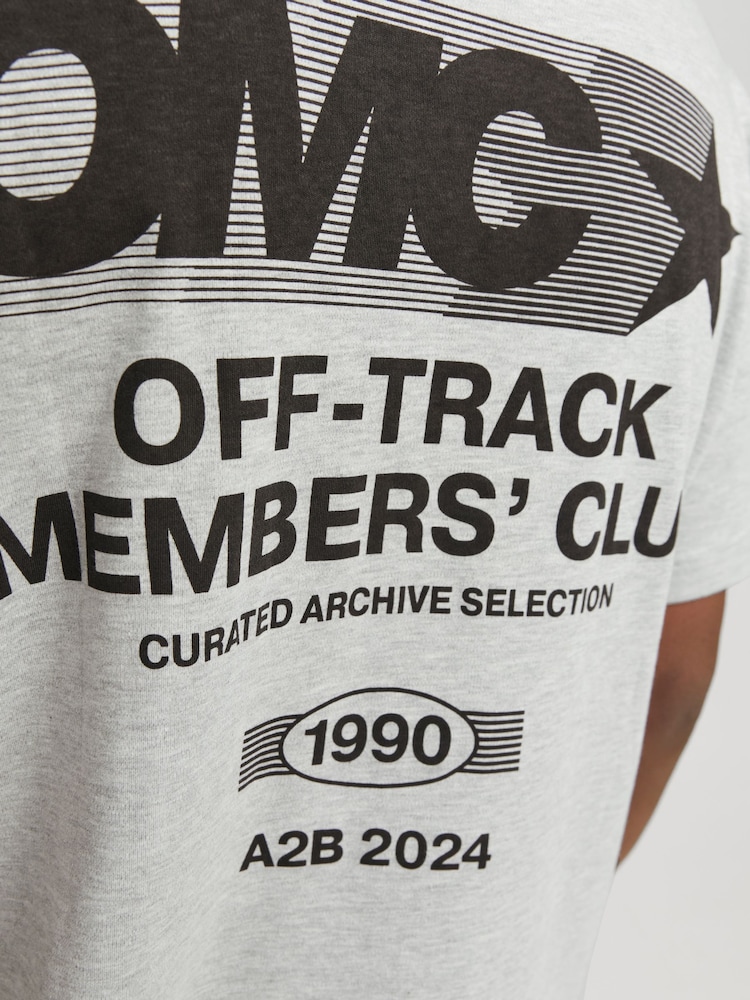 OMC
OFF-TRACK
MEMBERS' CLU
CURATED ARCHIVE SELECTION
1990
A2B 2024